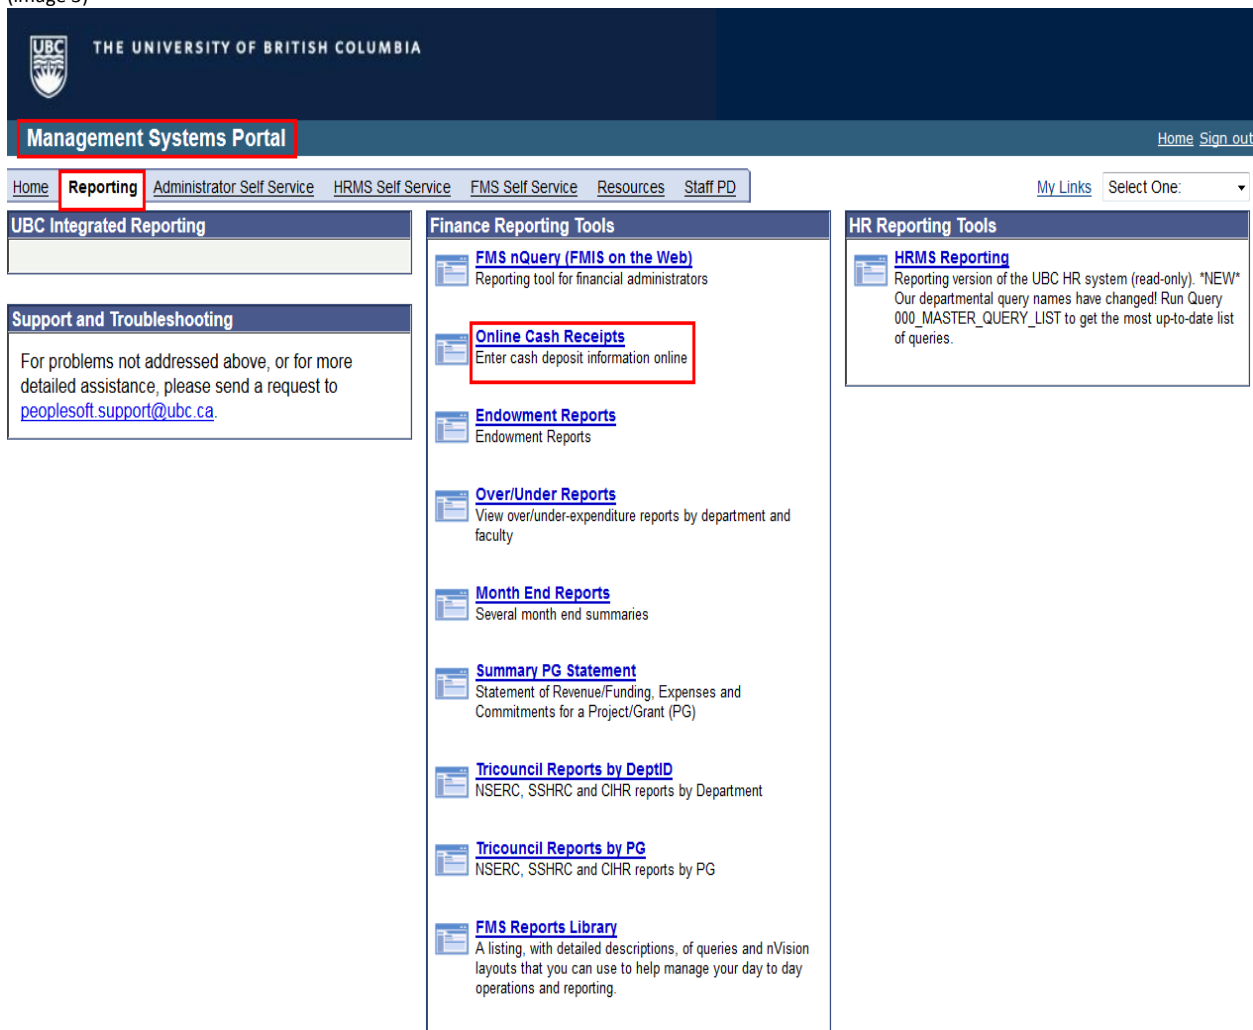 UBC
THE UNIVERSITY OF BRITISH COLUMBIA
Management Systems Portal
Home Sign out
Home Reporting Administrator Self Service HRMS Self Service FMS Self Service Resources Staff PD
My Links Select One:
UBC Integrated Reporting
Support and Troubleshooting
For problems not addressed above, or for more
detailed assistance, please send a request to
peoplesoft.support@ubc.ca.
Finance Reporting Tools
FMS nQuery (FMIS on the Web)
Reporting tool for financial administrators
Online Cash Receipts
Enter cash deposit information online
Endowment Reports
Endowment Reports
Over/Under Reports
View over/under-expenditure reports by department and
faculty
Month End Reports
Several month end summaries
Summary PG Statement
Statement of Revenue/Funding, Expenses and
Commitments for a Project/Grant (PG)
Tricouncil Reports by DeptID
NSERC, SSHRC and CIHR reports by Department
Tricouncil Reports by PG
NSERC, SSHRC and CIHR reports by PG
FMS Reports Library
A listing, with detailed descriptions, of queries and nVision
layouts that you can use to help manage your day to day
operations and reporting.
HR Reporting Tools
HRMS Reporting
Reporting version of the UBC HR system (read-only). *NEW*
Our departmental query names have changed! Run Query
000_MASTER_QUERY_LIST to get the most up-to-date list
of queries.